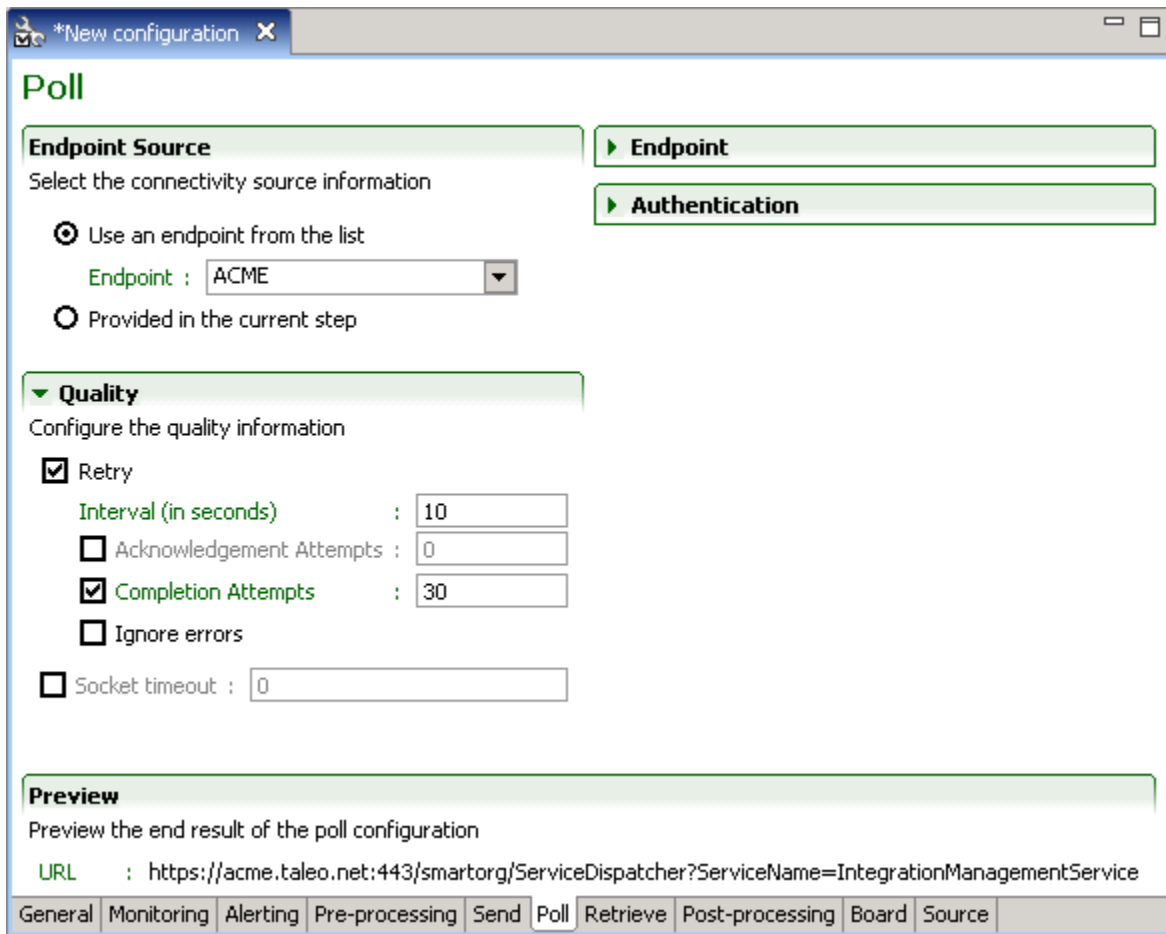 *New configuration
Poll
Endpoint Source
Select the connectivity source information
Use an endpoint from the list
Endpoint : ACME
Provided in the current step
Endpoint
Authentication
Quality
Configure the quality information
Retry
Interval (in seconds) : 10
Acknowledgement Attempts : 0
Completion Attempts : 30
Ignore errors
Socket timeout : 0
Preview
Preview the end result of the poll configuration
URL : https://acme.taleo.net:443/smartorg/ServiceDispatcher?ServiceName=IntegrationManagementService
General Monitoring Alerting Pre-processing Send Poll Retrieve Post-processing Board Source